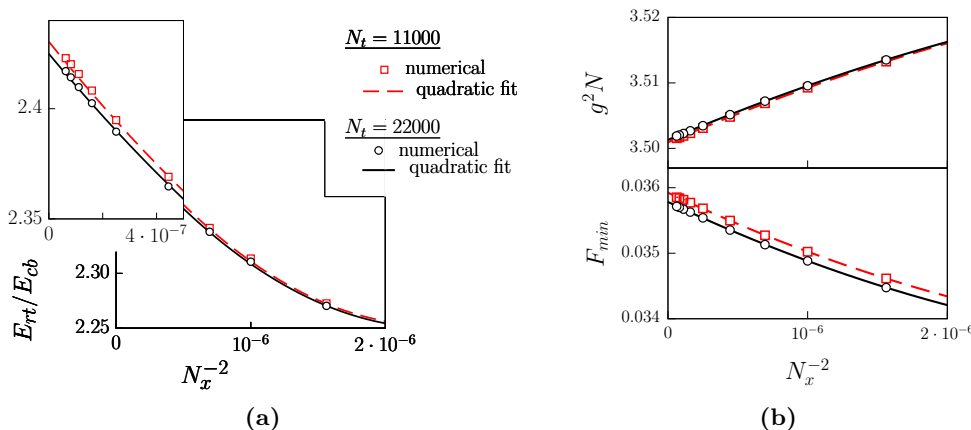 N_t = 11000
numerical
quadratic fit
N_t = 22000
numerical
quadratic fit
2.4
2.35
0
4 · 10⁻⁷
2.30
2.25
0
10⁻⁶
2 · 10⁻⁶
E_rt/E_cb
N_x⁻²
(a)
3.52
3.51
3.50
g²N
0.036
0.035
0.034
F_min
0
10⁻⁶
2 · 10⁻⁶
N_x⁻²
(b)